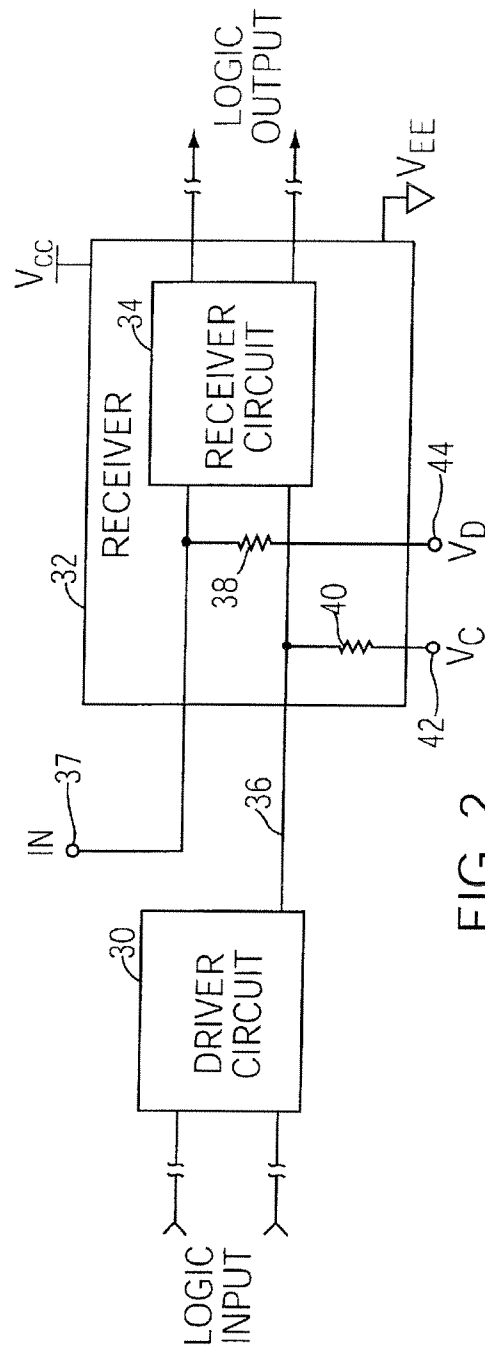 LOGIC
INPUT
DRIVER
CIRCUIT
30
IN
37
36
32
RECEIVER
VCC
34
RECEIVER
CIRCUIT
38
40
42
VC
VD
44
VEE
LOGIC
OUTPUT
FIG. 2